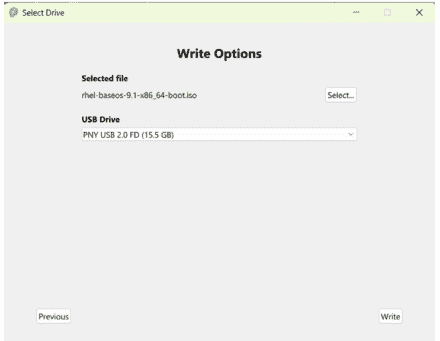 Select Drive
Write Options
Selected file
rhel-baseos-9.1-x86_64-boot.iso
Select...
USB Drive
PNY USB 2.0 FD (15.5 GB)
Previous
Write